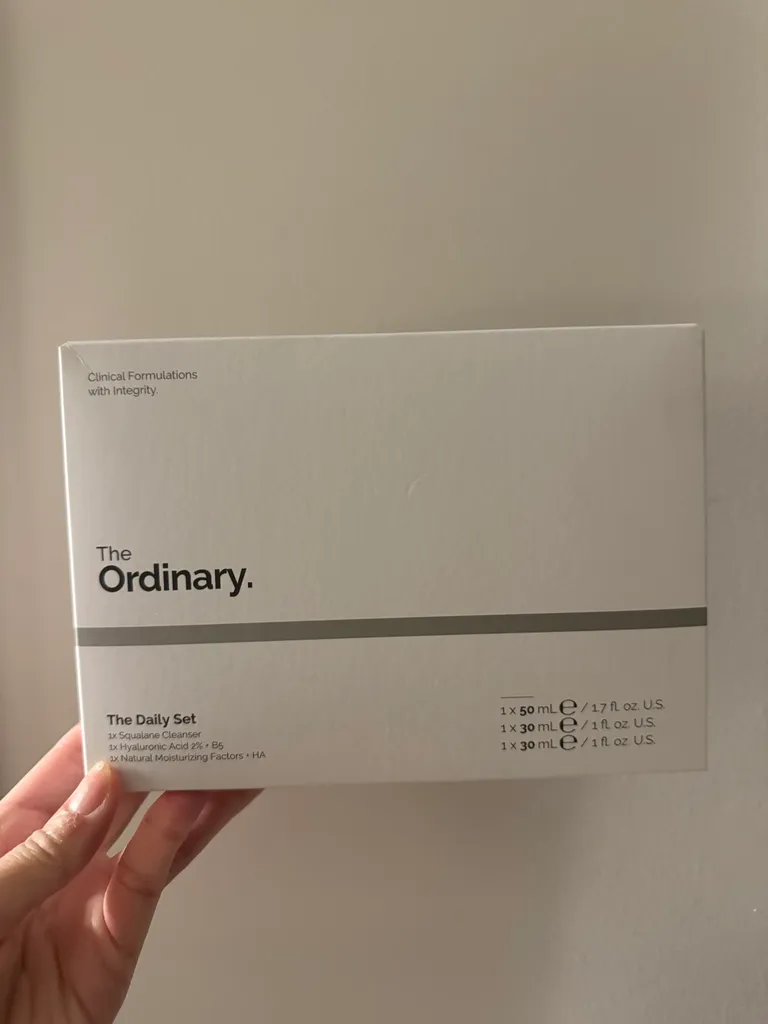 Clinical Formulations
with Integrity.
The
Ordinary.
The Daily Set
1x Squalane Cleanser
1x Hyaluronic Acid 2% + B5
1x Natural Moisturizing Factors + HA
1 x 50 mL ℮ / 1.7 fl. oz. U.S.
1 x 30 mL ℮ / 1 fl. oz. U.S.
1 x 30 mL ℮ / 1 fl. oz. U.S.